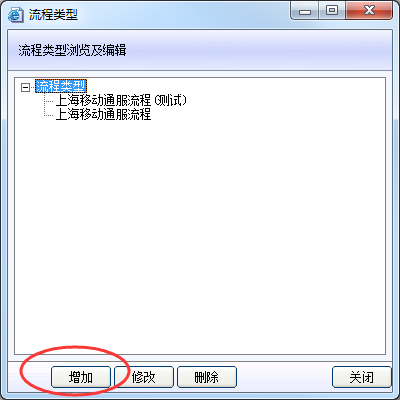 流程类型
流程类型浏览及编辑
流程类型
上海移动通服流程(测试)
上海移动通服流程
增加 修改 删除 关闭